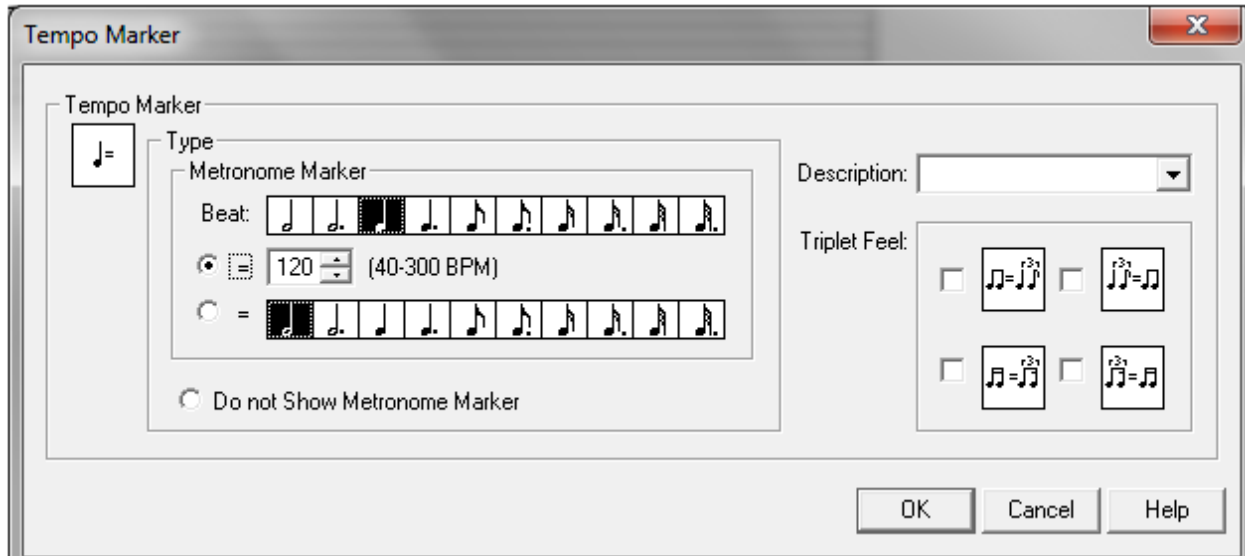 Tempo Marker
Tempo Marker
Type
Metronome Marker
Beat:
= 120 (40-300 BPM)
=
Do not Show Metronome Marker
Description:
Triplet Feel:
OK Cancel Help